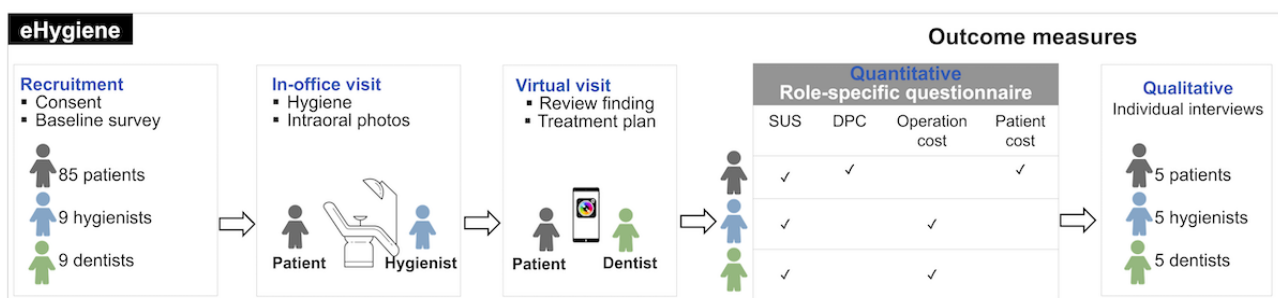 eHygiene
Outcome measures
Recruitment
▪ Consent
▪ Baseline survey
85 patients
9 hygienists
9 dentists
In-office visit
▪ Hygiene
▪ Intraoral photos
Patient
Hygienist
Virtual visit
▪ Review finding
▪ Treatment plan
Patient
Dentist
Quantitative
Role-specific questionnaire
SUS DPC Operation cost Patient cost
✓ ✓ ✓
✓ ✓
✓ ✓
Qualitative
Individual interviews
5 patients
5 hygienists
5 dentists